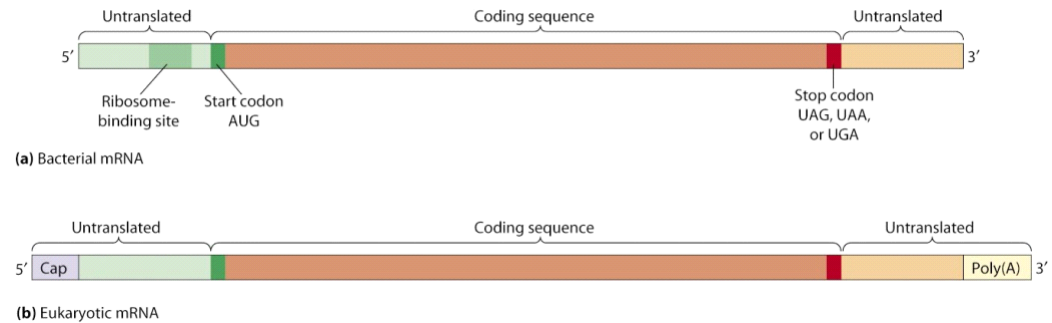 Untranslated
Coding sequence
Untranslated
5′
3′
Ribosome-
binding site
Start codon
AUG
Stop codon
UAG, UAA,
or UGA
(a) Bacterial mRNA
Untranslated
Coding sequence
Untranslated
5′
Cap
Poly(A)
3′
(b) Eukaryotic mRNA